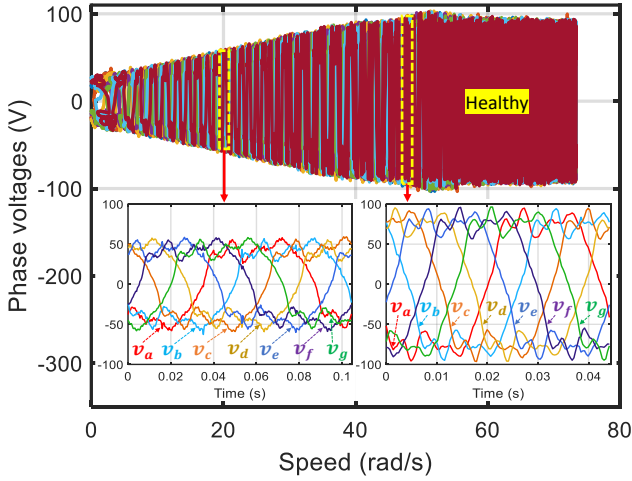 100
0
-100
-200
-300
Phase voltages (V)
Healthy
100
50
0
-50
-100
v_a v_b v_c v_d v_e v_f v_g
0 0.02 0.04 0.06 0.08 0.1
Time (s)
100
50
0
-50
-100
v_a v_b v_c v_d v_e v_f v_g
0 0.01 0.02 0.03 0.04
Time (s)
0 20 40 60 80
Speed (rad/s)